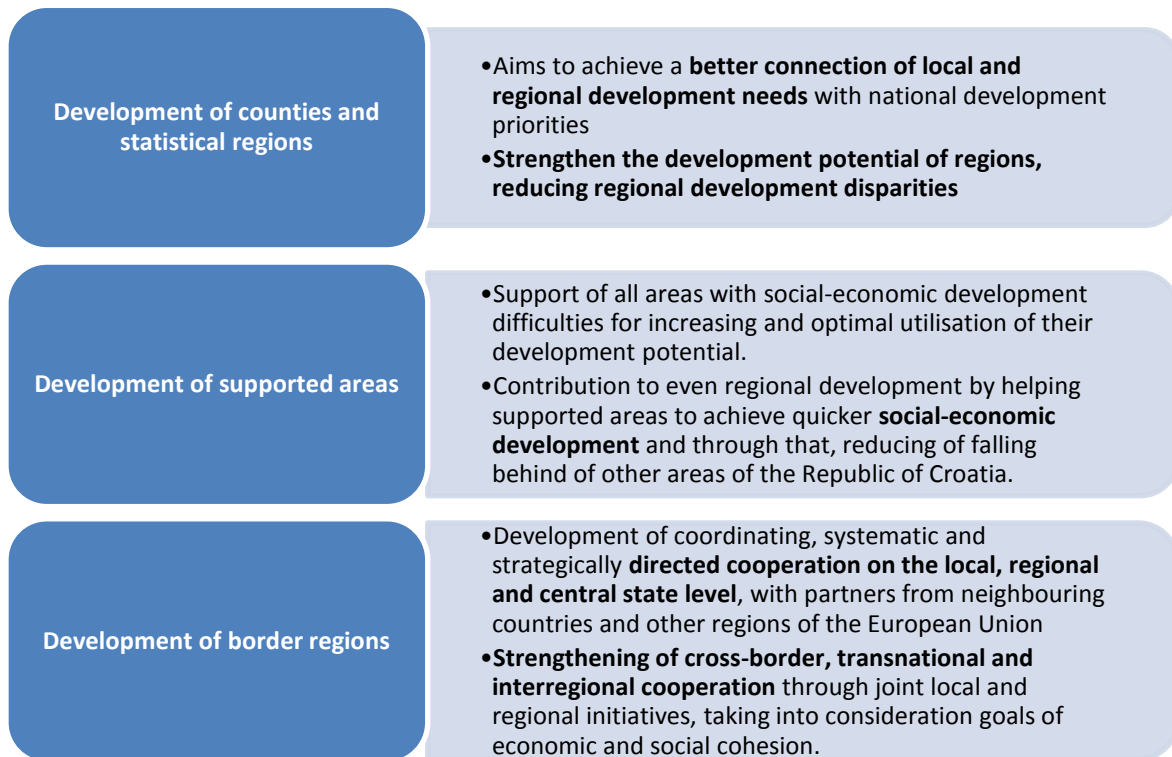 Development of counties and
statistical regions
•Aims to achieve a better connection of local and
regional development needs with national development
priorities
•Strengthen the development potential of regions,
reducing regional development disparities
Development of supported areas
•Support of all areas with social-economic development
difficulties for increasing and optimal utilisation of their
development potential.
•Contribution to even regional development by helping
supported areas to achieve quicker social-economic
development and through that, reducing of falling
behind of other areas of the Republic of Croatia.
Development of border regions
•Development of coordinating, systematic and
strategically directed cooperation on the local, regional
and central state level, with partners from neighbouring
countries and other regions of the European Union
•Strengthening of cross-border, transnational and
interregional cooperation through joint local and
regional initiatives, taking into consideration goals of
economic and social cohesion.